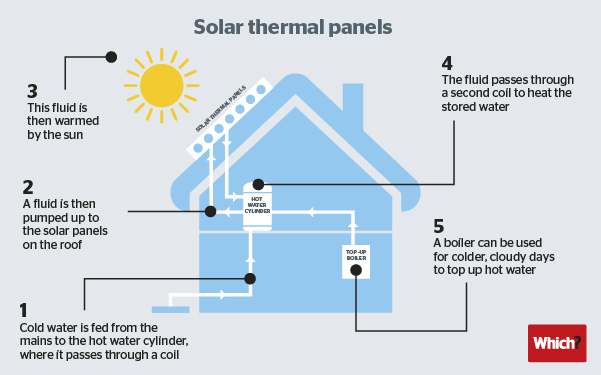 Solar thermal panels
3
This fluid is
then warmed
by the sun
SOLAR THERMAL PANELS
4
The fluid passes through
a second coil to heat the
stored water
2
A fluid is then
pumped up to
the solar panels
on the roof
HOT
WATER
CYLINDER
TOP-UP
BOILER
5
A boiler can be used
for colder, cloudy days
to top up hot water
1
Cold water is fed from the
mains to the hot water cylinder,
where it passes through a coil
Which?